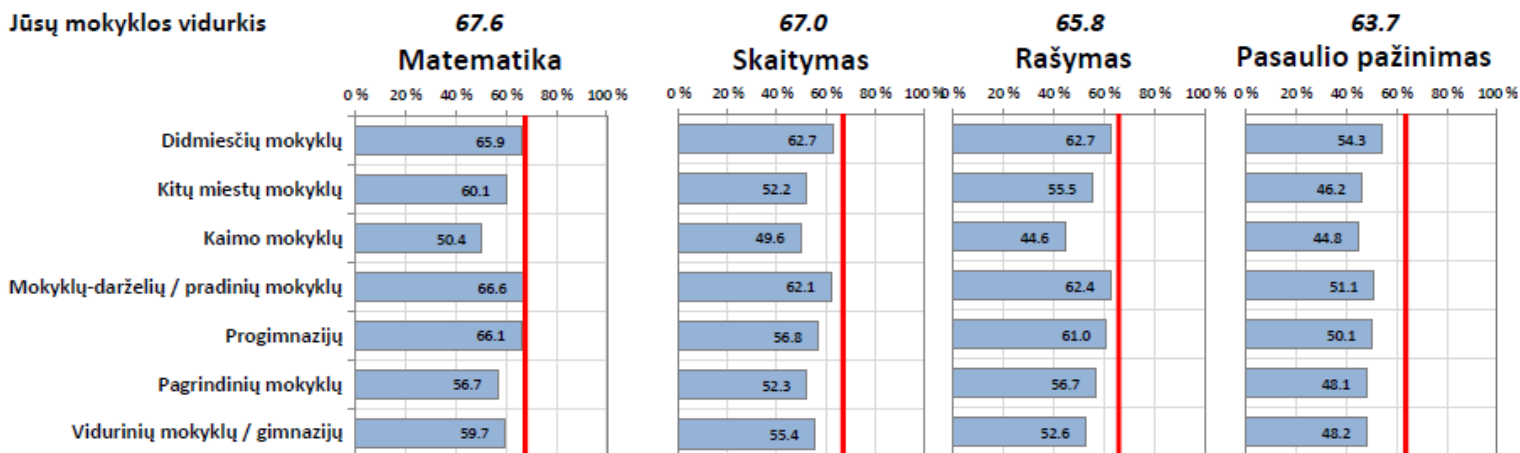 Jūsų mokyklos vidurkis 67.6 67.0 65.8 63.7
Matematika Skaitymas Rašymas Pasaulio pažinimas
0 % 20 % 40 % 60 % 80 % 100 % 0 % 20 % 40 % 60 % 80 % 100 % 0 % 20 % 40 % 60 % 80 % 100 % 0 % 20 % 40 % 60 % 80 % 100 %
Didmiesčių mokyklų 65.9 62.7 62.7 54.3
Kitų miestų mokyklų 60.1 52.2 55.5 46.2
Kaimo mokyklų 50.4 49.6 44.6 44.8
Mokyklų-darželių / pradinių mokyklų 66.6 62.1 62.4 51.1
Progimnazijų 66.1 56.8 61.0 50.1
Pagrindinių mokyklų 56.7 52.3 56.7 48.1
Vidurinių mokyklų / gimnazijų 59.7 55.4 52.6 48.2